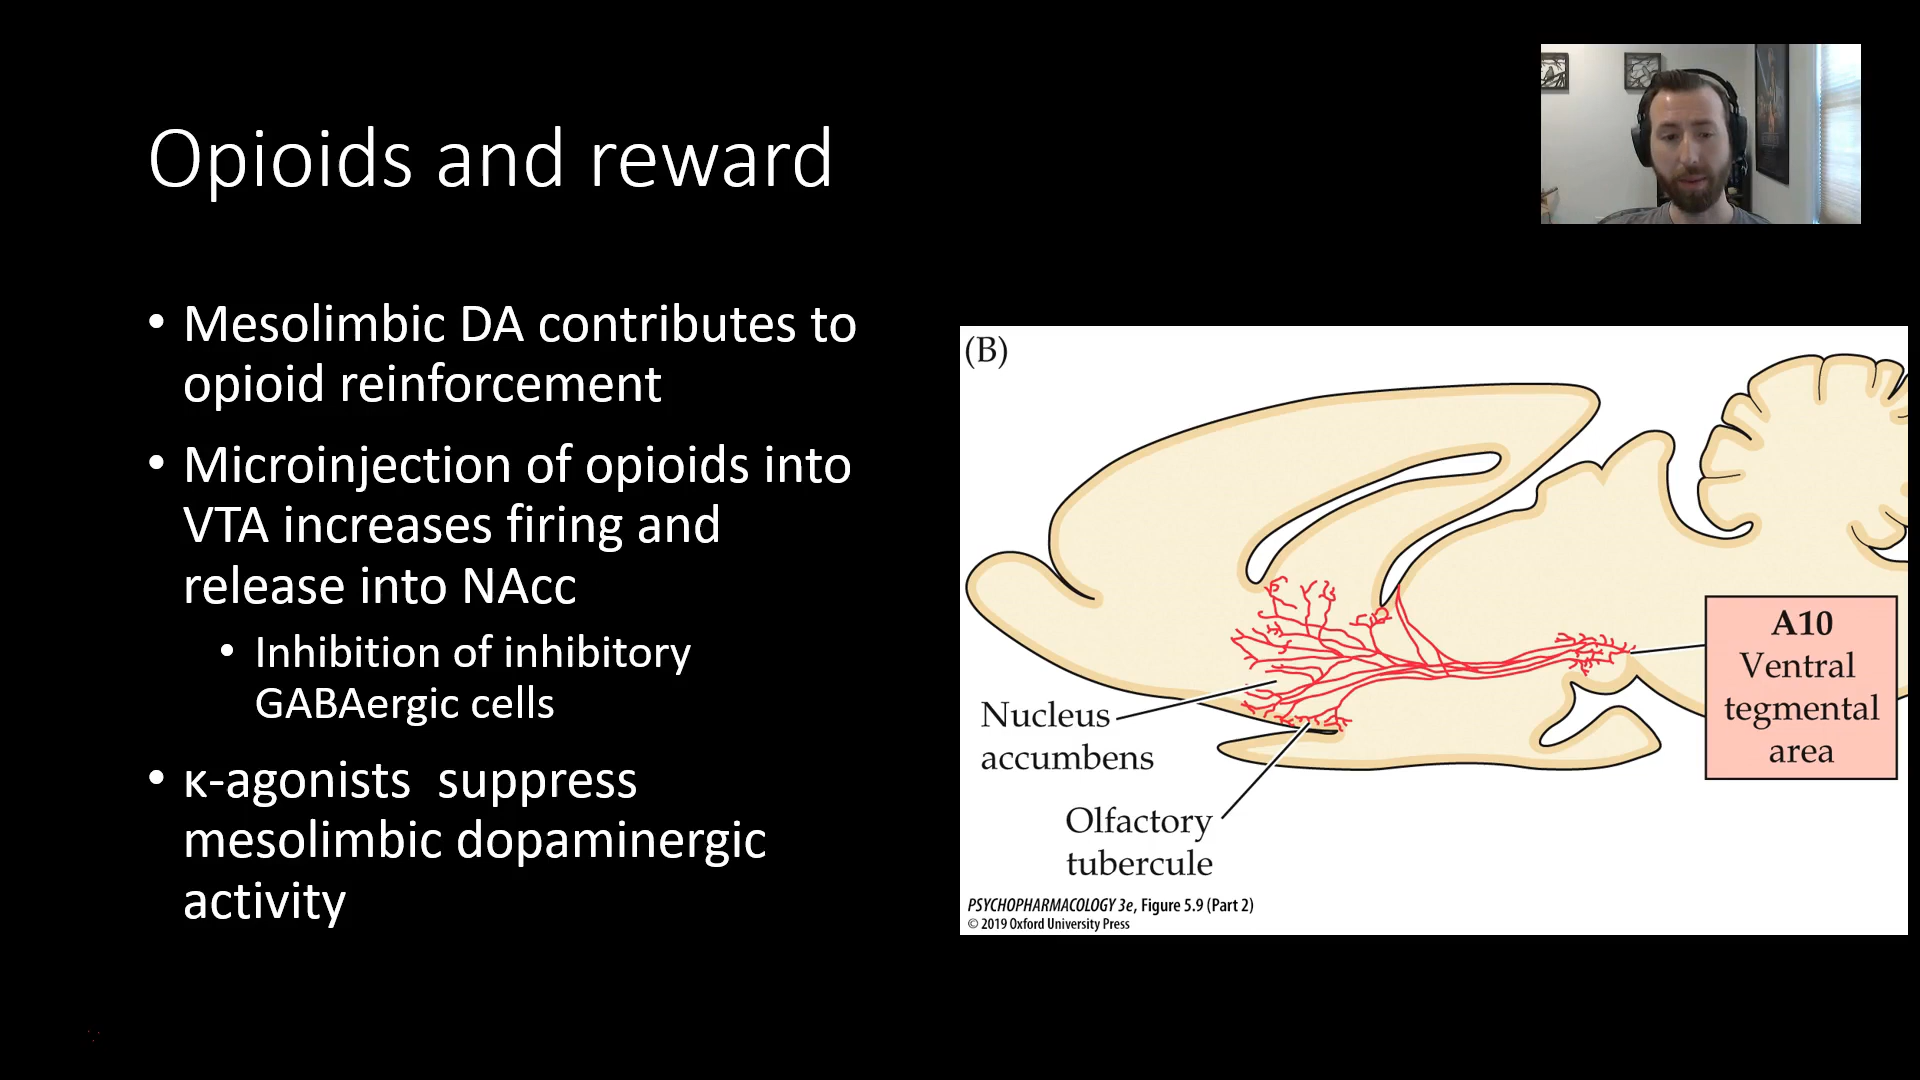 Opioids and reward
• Mesolimbic DA contributes to
opioid reinforcement
• Microinjection of opioids into
VTA increases firing and
release into NAcc
• Inhibition of inhibitory
GABAergic cells
• κ-agonists  suppress
mesolimbic dopaminergic
activity
(B)
A10
Ventral
tegmental
area
Nucleus
accumbens
Olfactory
tubercule
PSYCHOPHARMACOLOGY 3e, Figure 5.9 (Part 2)
© 2019 Oxford University Press